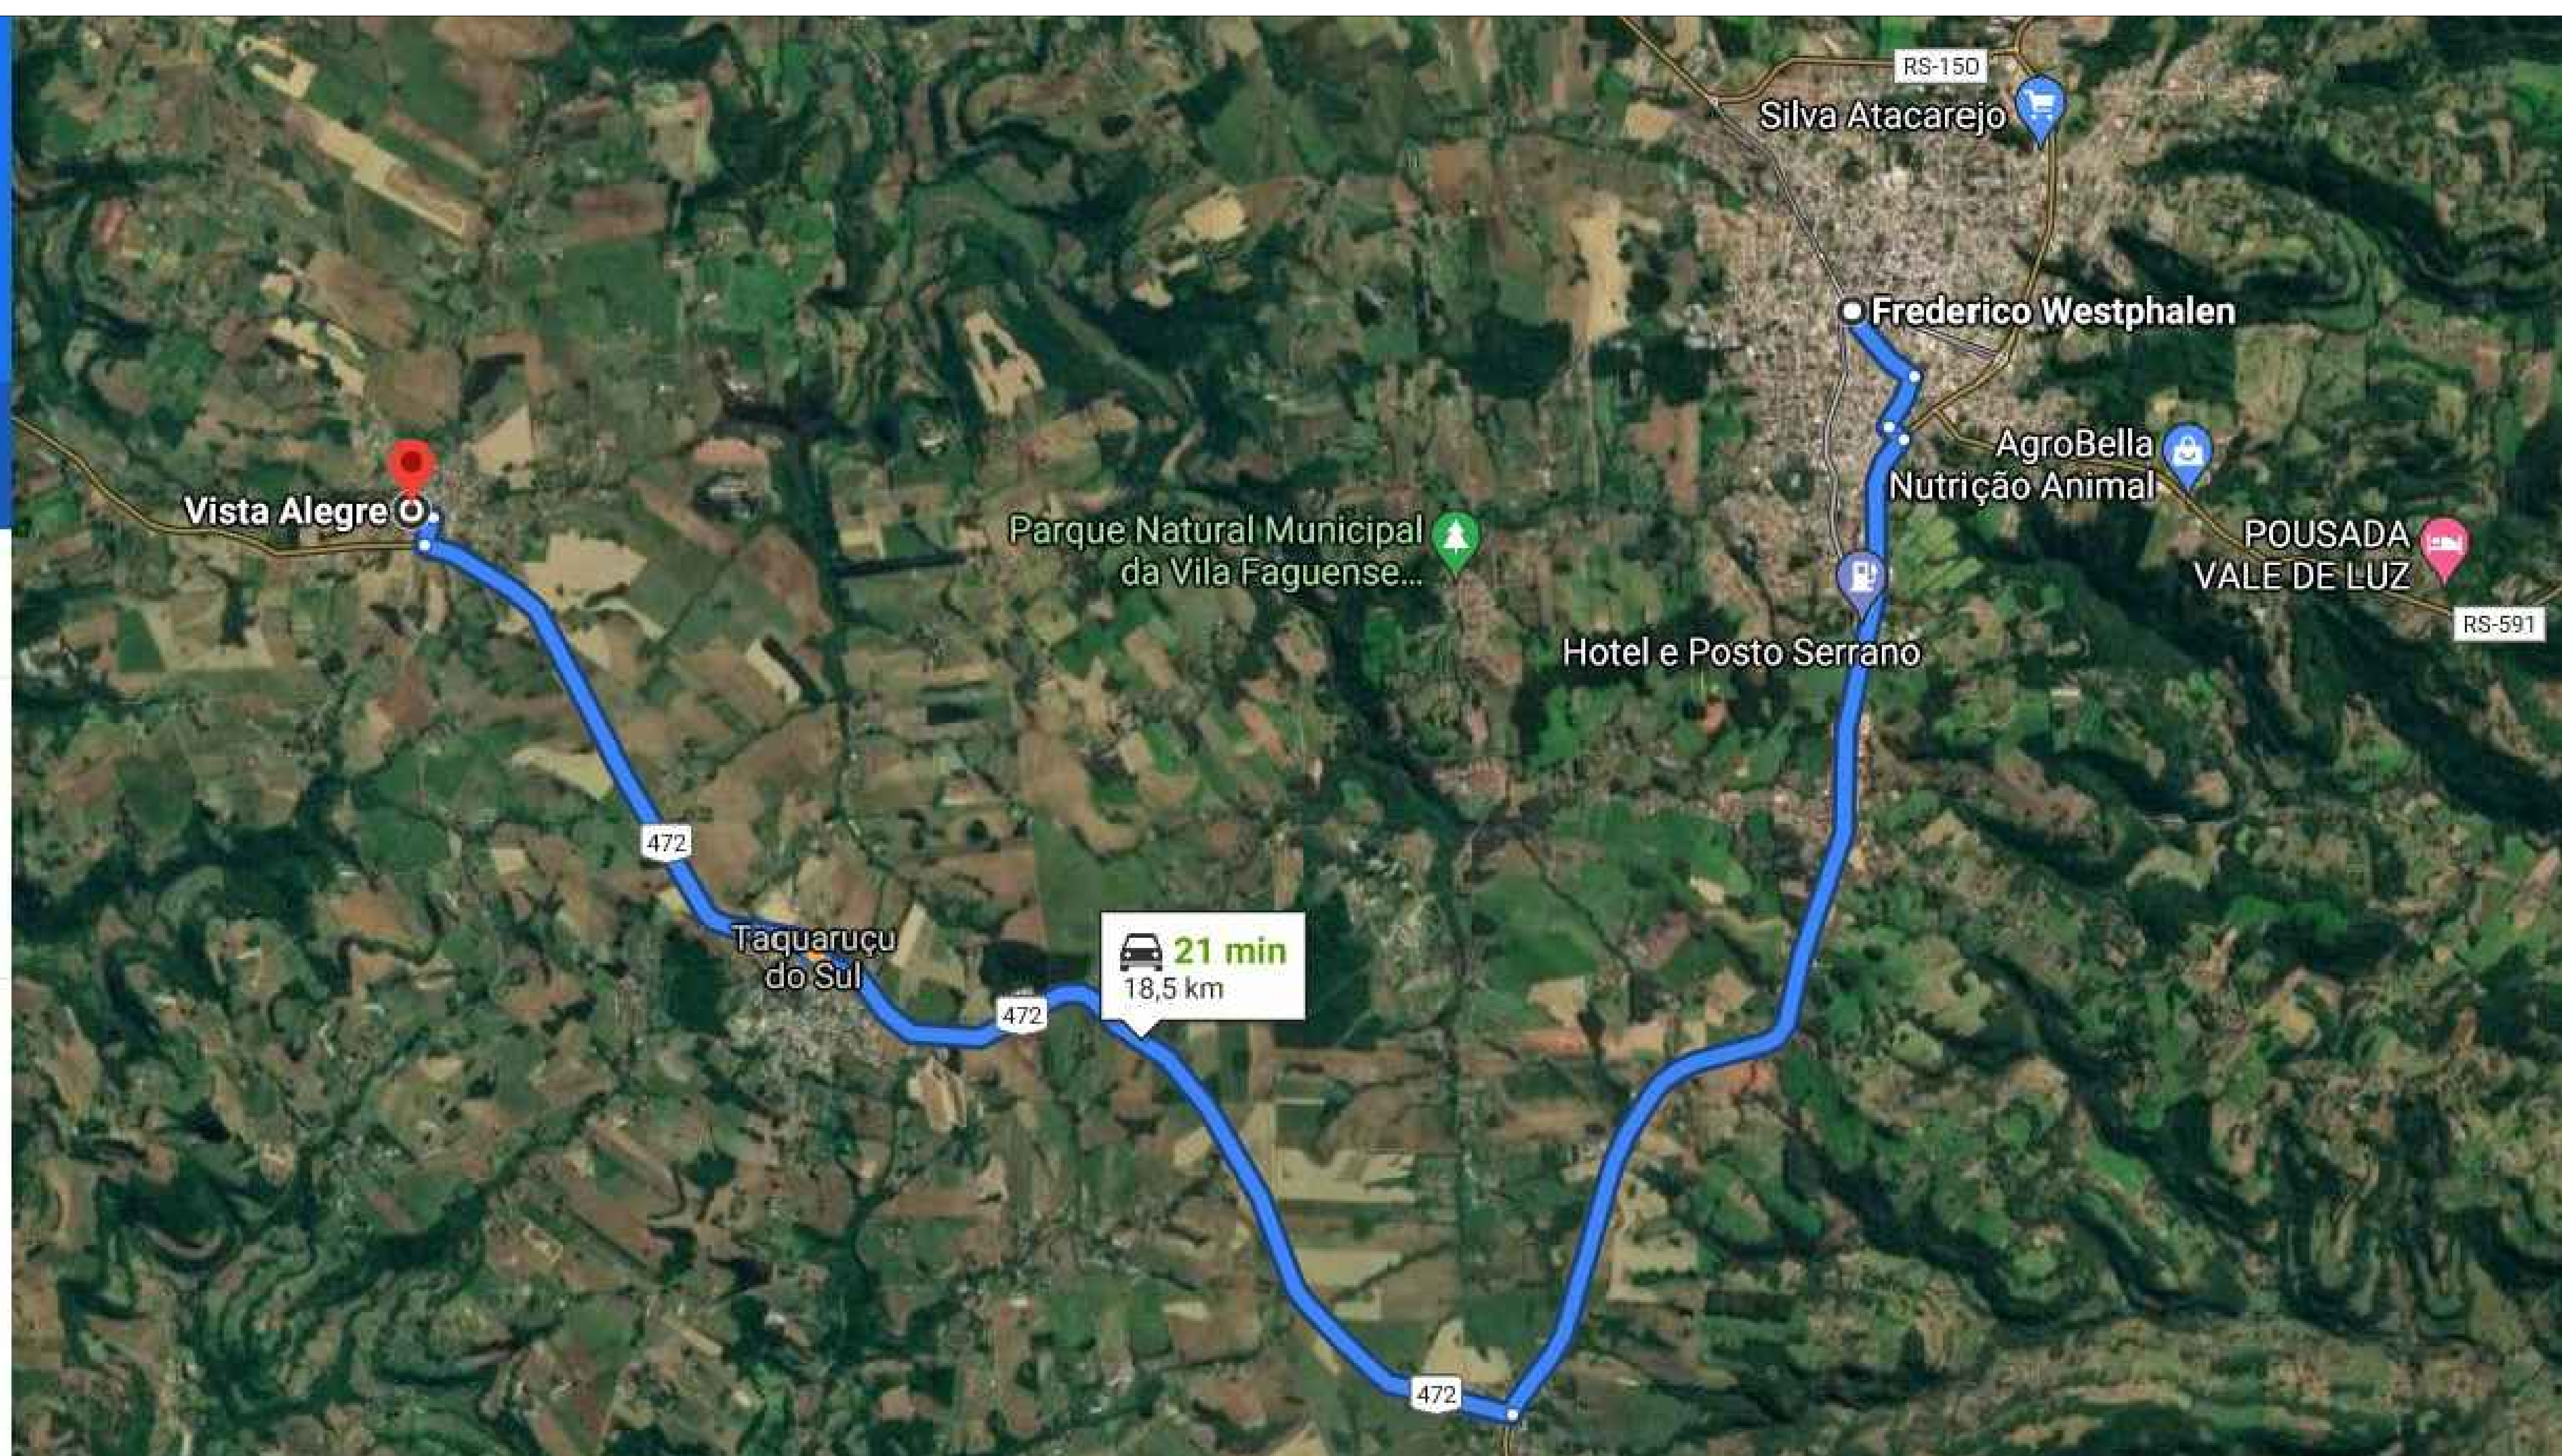 RS-150
Silva Atacarejo
Frederico Westphalen
AgroBella
Nutrição Animal
Vista Alegre
Parque Natural Municipal
da Vila Faguense...
POUSADA
VALE DE LUZ
RS-591
Hotel e Posto Serrano
472
Taquaruçu
do Sul
21 min
18,5 km
472
472